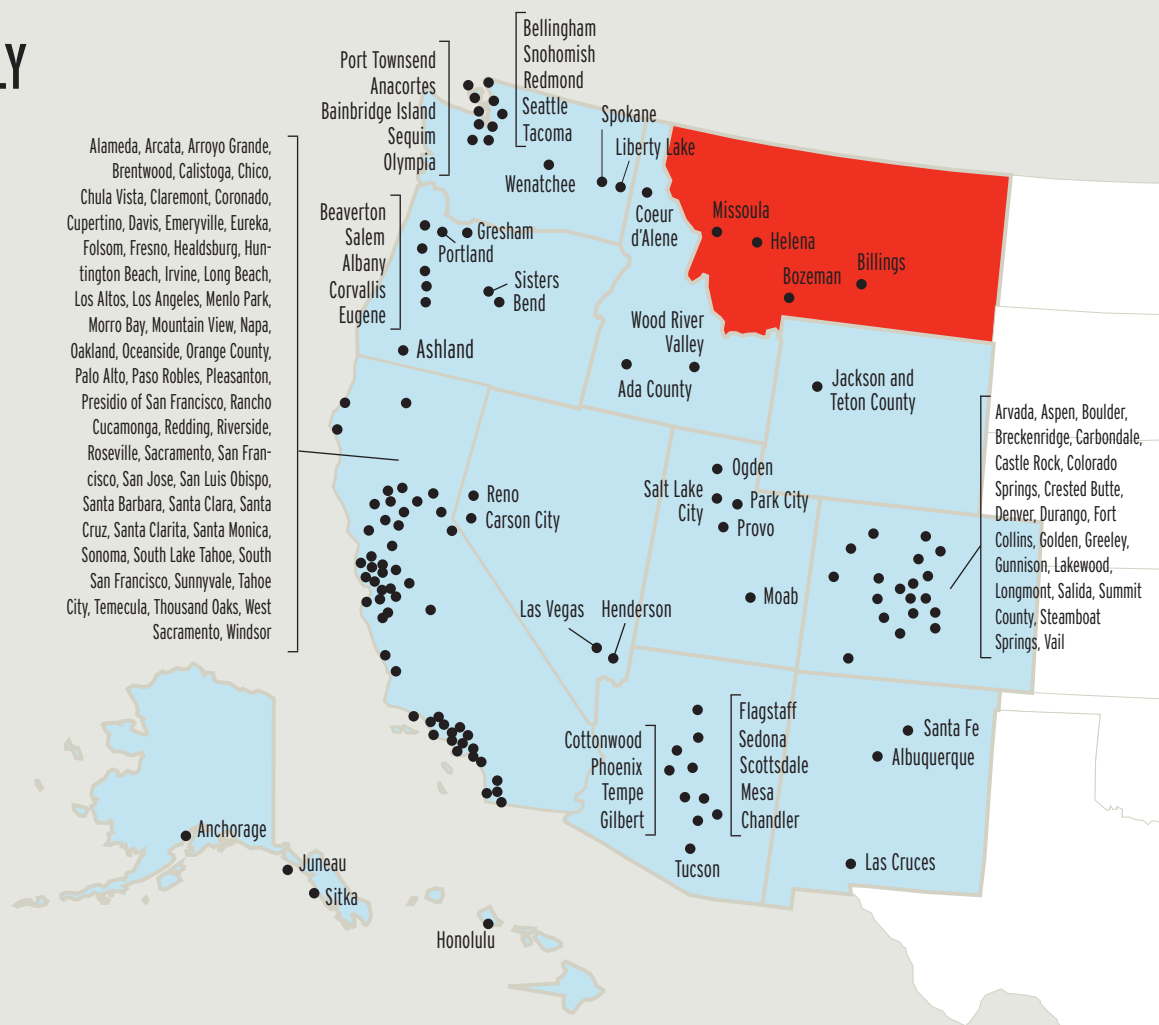 LY
Port Townsend
Anacortes
Bainbridge Island
Sequim
Olympia
Bellingham
Snohomish
Redmond
Seattle
Tacoma
Wenatchee
Spokane
Liberty Lake
Coeur
d'Alene
Missoula
Helena
Bozeman
Billings
Beaverton
Salem
Albany
Corvallis
Eugene
Portland
Gresham
Sisters
Bend
Ashland
Wood River
Valley
Ada County
Jackson and
Teton County
Alameda, Arcata, Arroyo Grande,
Brentwood, Calistoga, Chico,
Chula Vista, Claremont, Coronado,
Cupertino, Davis, Emeryville, Eureka,
Folsom, Fresno, Healdsburg, Hun-
tington Beach, Irvine, Long Beach,
Los Altos, Los Angeles, Menlo Park,
Morro Bay, Mountain View, Napa,
Oakland, Oceanside, Orange County,
Palo Alto, Paso Robles, Pleasanton,
Presidio of San Francisco, Rancho
Cucamonga, Redding, Riverside,
Roseville, Sacramento, San Fran-
cisco, San Jose, San Luis Obispo,
Santa Barbara, Santa Clara, Santa
Cruz, Santa Clarita, Santa Monica,
Sonoma, South Lake Tahoe, South
San Francisco, Sunnyvale, Tahoe
City, Temecula, Thousand Oaks, West
Sacramento, Windsor
Reno
Carson City
Las Vegas
Henderson
Ogden
Salt Lake
City
Park City
Provo
Moab
Arvada, Aspen, Boulder,
Breckenridge, Carbondale,
Castle Rock, Colorado
Springs, Crested Butte,
Denver, Durango, Fort
Collins, Golden, Greeley,
Gunnison, Lakewood,
Longmont, Salida, Summit
County, Steamboat
Springs, Vail
Cottonwood
Phoenix
Tempe
Gilbert
Flagstaff
Sedona
Scottsdale
Mesa
Chandler
Tucson
Santa Fe
Albuquerque
Las Cruces
Anchorage
Juneau
Sitka
Honolulu